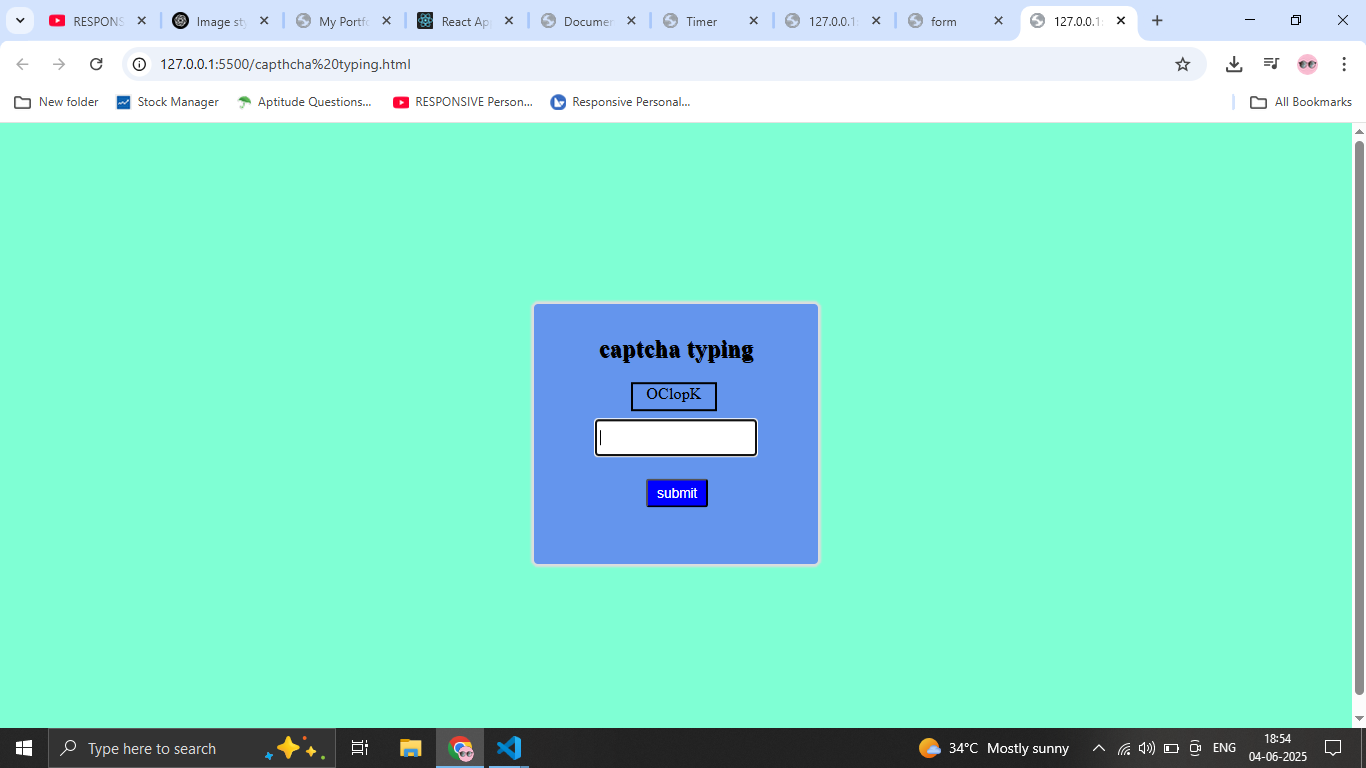 RESPONS
Image sty
My Portfo
React App
Documen
Timer
127.0.0.1:
form
127.0.0.1:
127.0.0.1:5500/capthcha%20typing.html
New folder
Stock Manager
Aptitude Questions...
RESPONSIVE Person...
Responsive Personal...
All Bookmarks
captcha typing
OClopK
submit
Type here to search
34°C Mostly sunny
ENG
18:54
04-06-2025